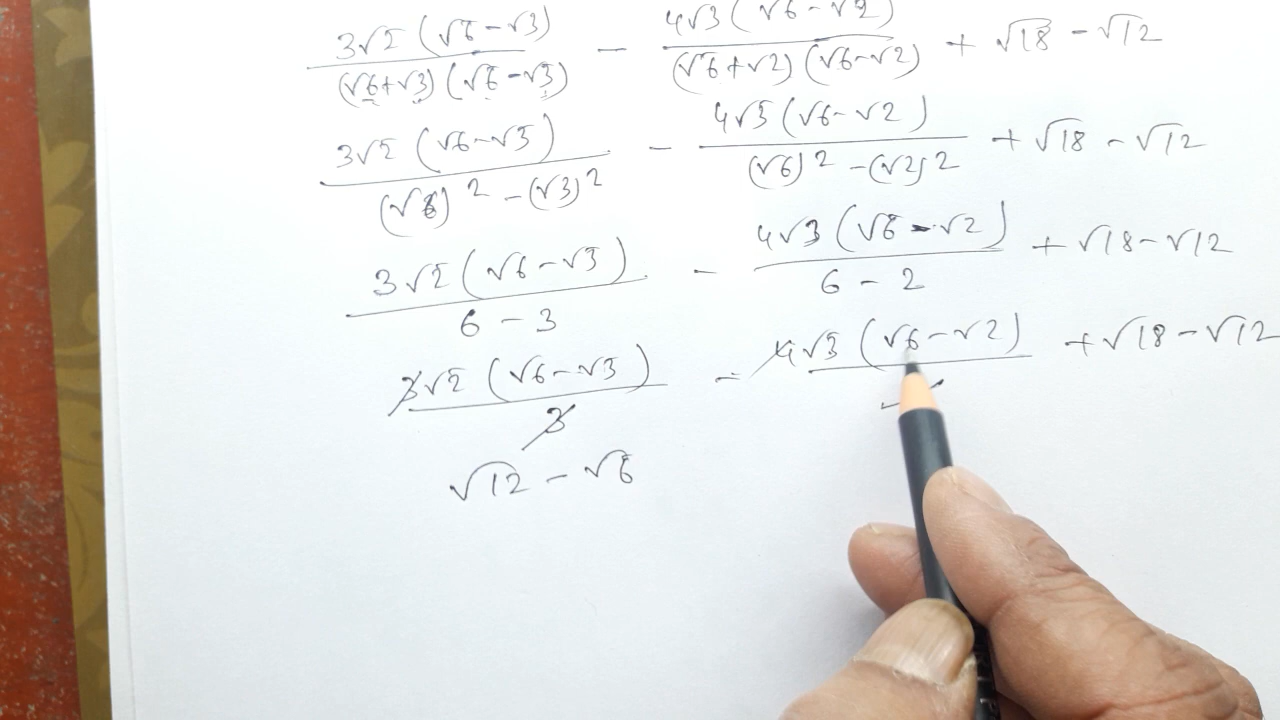 3√2 (√6 - √3) / (√6+√3) (√6 - √3) - 4√3 (√6 - √2) / (√6 + √2) (√6 - √2) + √18 - √12
3√2 (√6 - √3) / (√6)² - (√3)² - 4√3 (√6 - √2) / (√6)² - (√2)² + √18 - √12
3√2 (√6 - √3) / 6 - 3 - 4√3 (√6 - √2) / 6 - 2 + √18 - √12
3√2 (√6 - √3) / 3 - 4√3 (√6 - √2) / + √18 - √12
√12 - √6